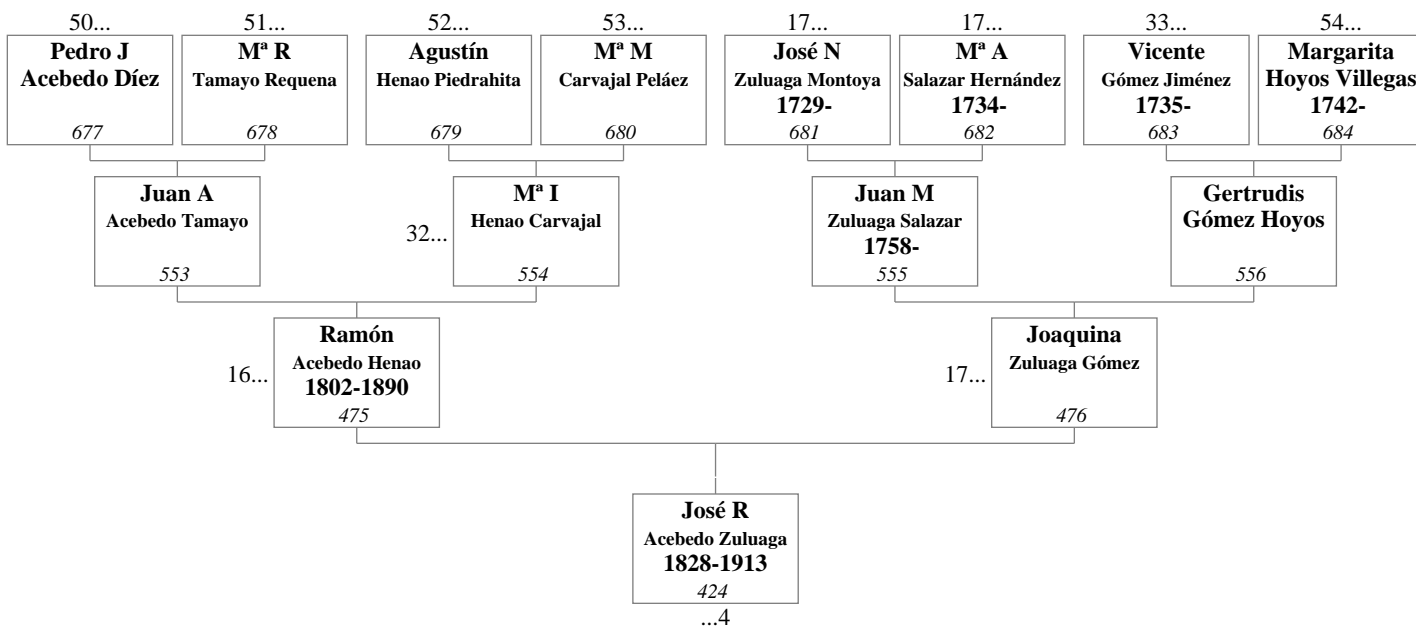 50...
51...
52...
53...
17...
17...
33...
54...
Pedro J
Acebedo Díez
677
Mª R
Tamayo Requena
678
Agustín
Henao Piedrahita
679
Mª M
Carvajal Peláez
680
José N
Zuluaga Montoya
1729-
681
Mª A
Salazar Hernández
1734-
682
Vicente
Gómez Jiménez
1735-
683
Margarita
Hoyos Villegas
1742-
684
Juan A
Acebedo Tamayo
553
32...
Mª I
Henao Carvajal
554
Juan M
Zuluaga Salazar
1758-
555
Gertrudis
Gómez Hoyos
556
16...
Ramón
Acebedo Henao
1802-1890
475
17...
Joaquina
Zuluaga Gómez
476
José R
Acebedo Zuluaga
1828-1913
424
...4